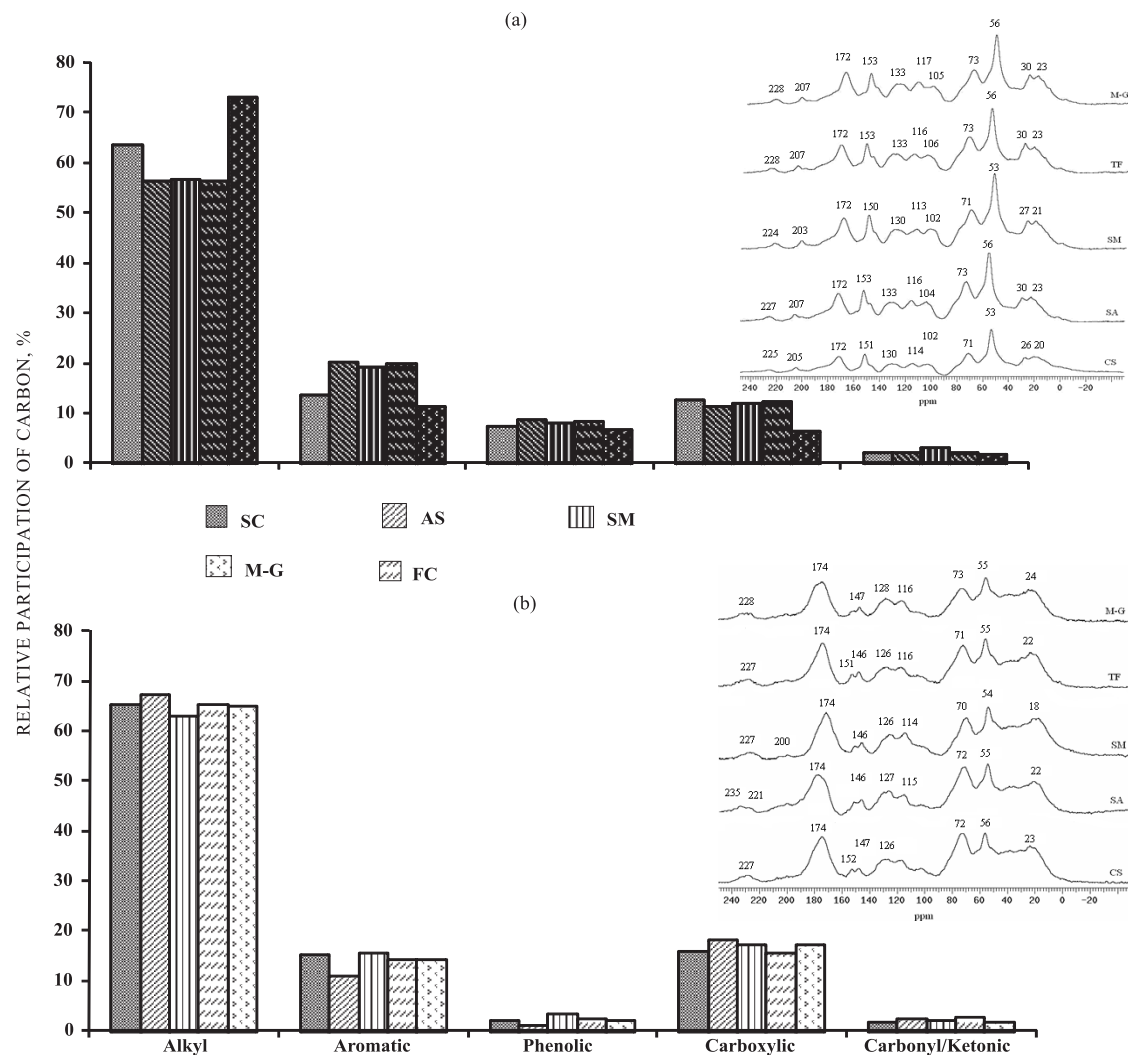 (a)
RELATIVE PARTICIPATION OF CARBON, %
80
70
60
50
40
30
20
10
0
56
172 153 133 117 105 73 30 23
228 207
M-G
56
172 153 133 116 106 73 30 23
228 207
TF
53
172 150 130 113 102 71 27 21
224 203
SM
56
172 153 133 116 104 73 30 23
227 207
SA
53
172 151 130 114 102 71 26 20
225 205
CS
240 220 200 180 160 140 120 100 80 60 40 20 0 −20
ppm
SC AS SM
M-G FC
(b)
80
70
60
50
40
30
20
10
0
174 147 128 116 73 55 24
228
M-G
174 151 146 126 116 71 55 22
227
TF
174 146 126 114 70 54 18
227 200
SM
174 146 127 115 72 55 22
235 221
SA
174 152 147 126 72 56 23
227
CS
240 220 200 180 160 140 120 100 80 60 40 20 0 −20
ppm
Alkyl Aromatic Phenolic Carboxylic Carbonyl/Ketonic